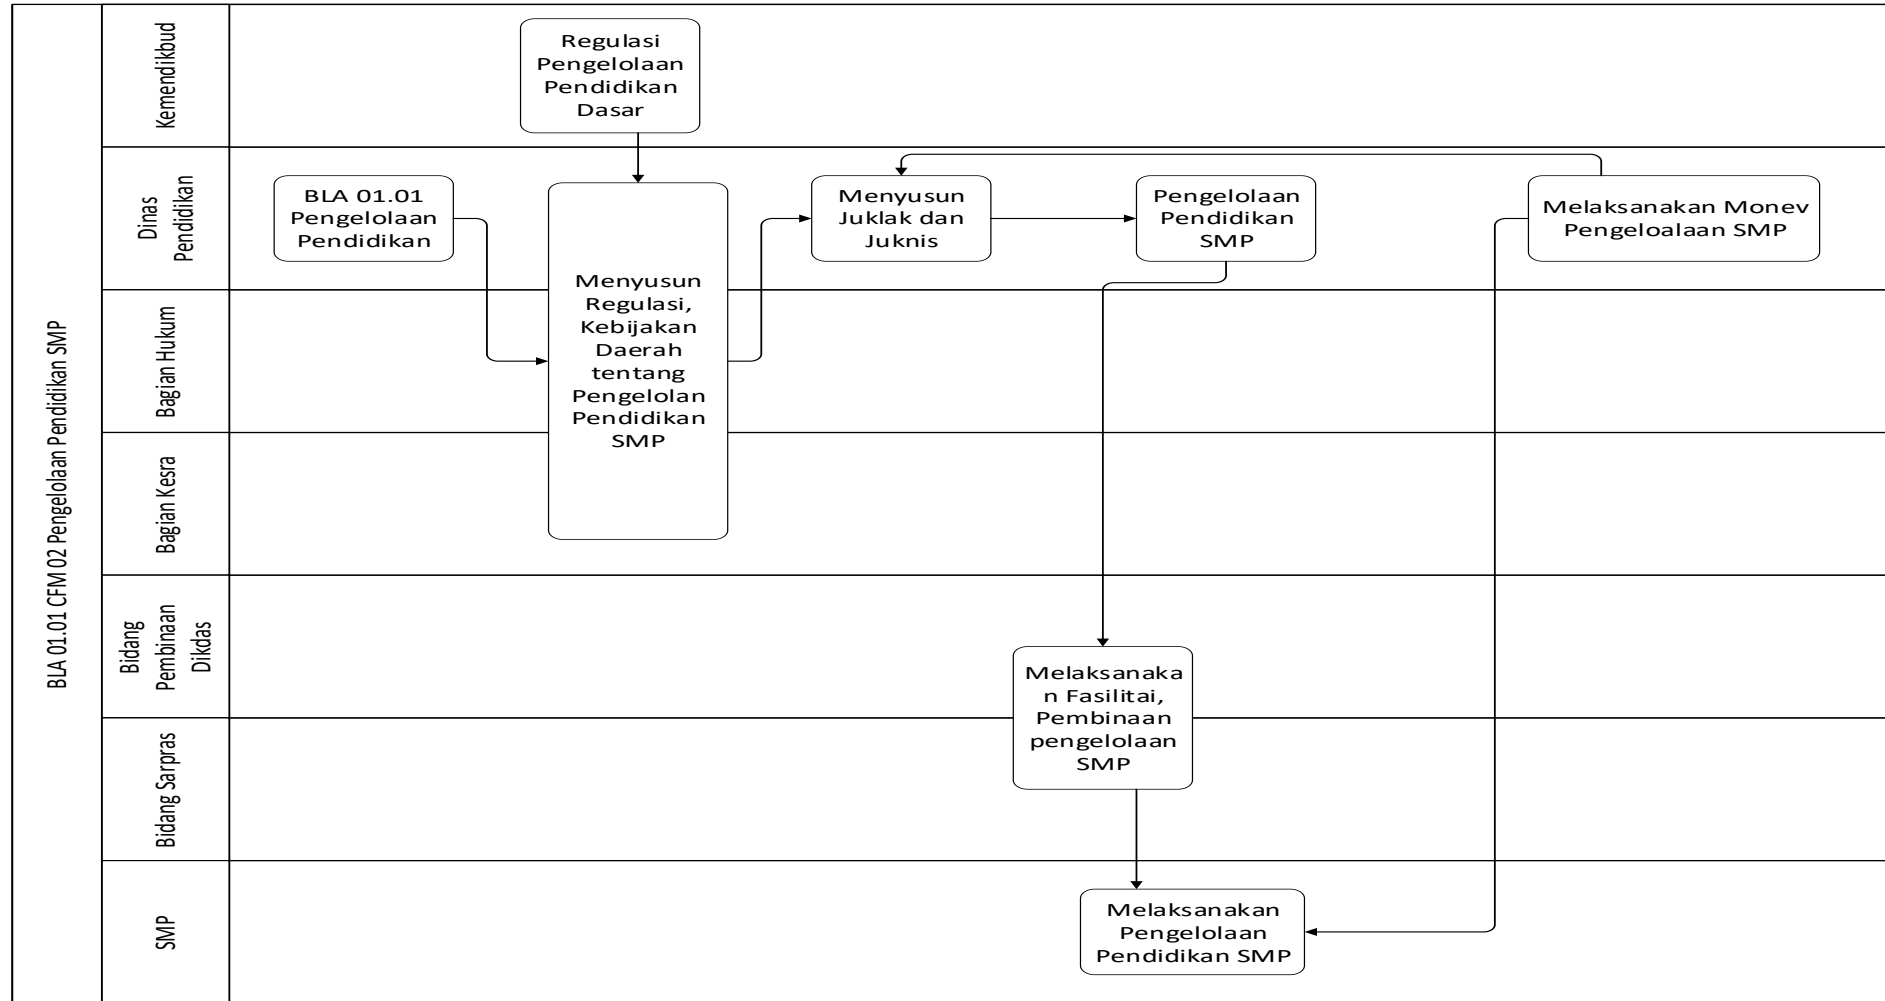 BLA 01.01 CFM 02 Pengelolaan Pendidikan SMP
Kemendikbud
Regulasi
Pengelolaan
Pendidikan
Dasar
Dinas
Pendidikan
BLA 01.01
Pengelolaan
Pendidikan
Menyusun
Regulasi,
Kebijakan
Daerah
tentang
Pengelolan
Pendidikan
SMP
Menyusun
Juklak dan
Juknis
Pengelolaan
Pendidikan
SMP
Melaksanakan Monev
Pengeloalaan SMP
Bagian Hukum
Bagian Kesra
Bidang
Pembinaan
Dikdas
Melaksanaka
n Fasilitai,
Pembinaan
pengelolaan
SMP
Bidang Sarpras
SMP
Melaksanakan
Pengelolaan
Pendidikan SMP